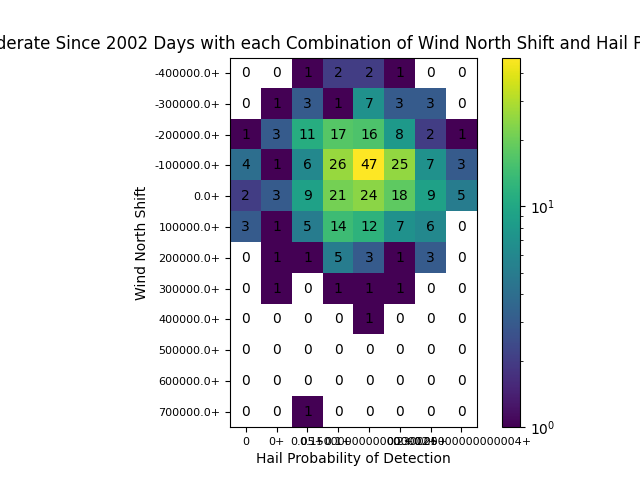 derate Since 2002 Days with each Combination of Wind North Shift and Hail P
Wind North Shift
-400000.0+ 0 0 1 2 2 1 0 0
-300000.0+ 0 1 3 1 7 3 3 0
-200000.0+ 1 3 11 17 16 8 2 1
-100000.0+ 4 1 6 26 47 25 7 3
0.0+ 2 3 9 21 24 18 9 5
100000.0+ 3 1 5 14 12 7 6 0
200000.0+ 0 1 1 5 3 1 3 0
300000.0+ 0 1 0 1 1 1 0 0
400000.0+ 0 0 0 0 1 0 0 0
500000.0+ 0 0 0 0 0 0 0 0
600000.0+ 0 0 0 0 0 0 0 0
700000.0+ 0 0 1 0 0 0 0 0
0 0+
Hail Probability of Detection
10¹
10⁰